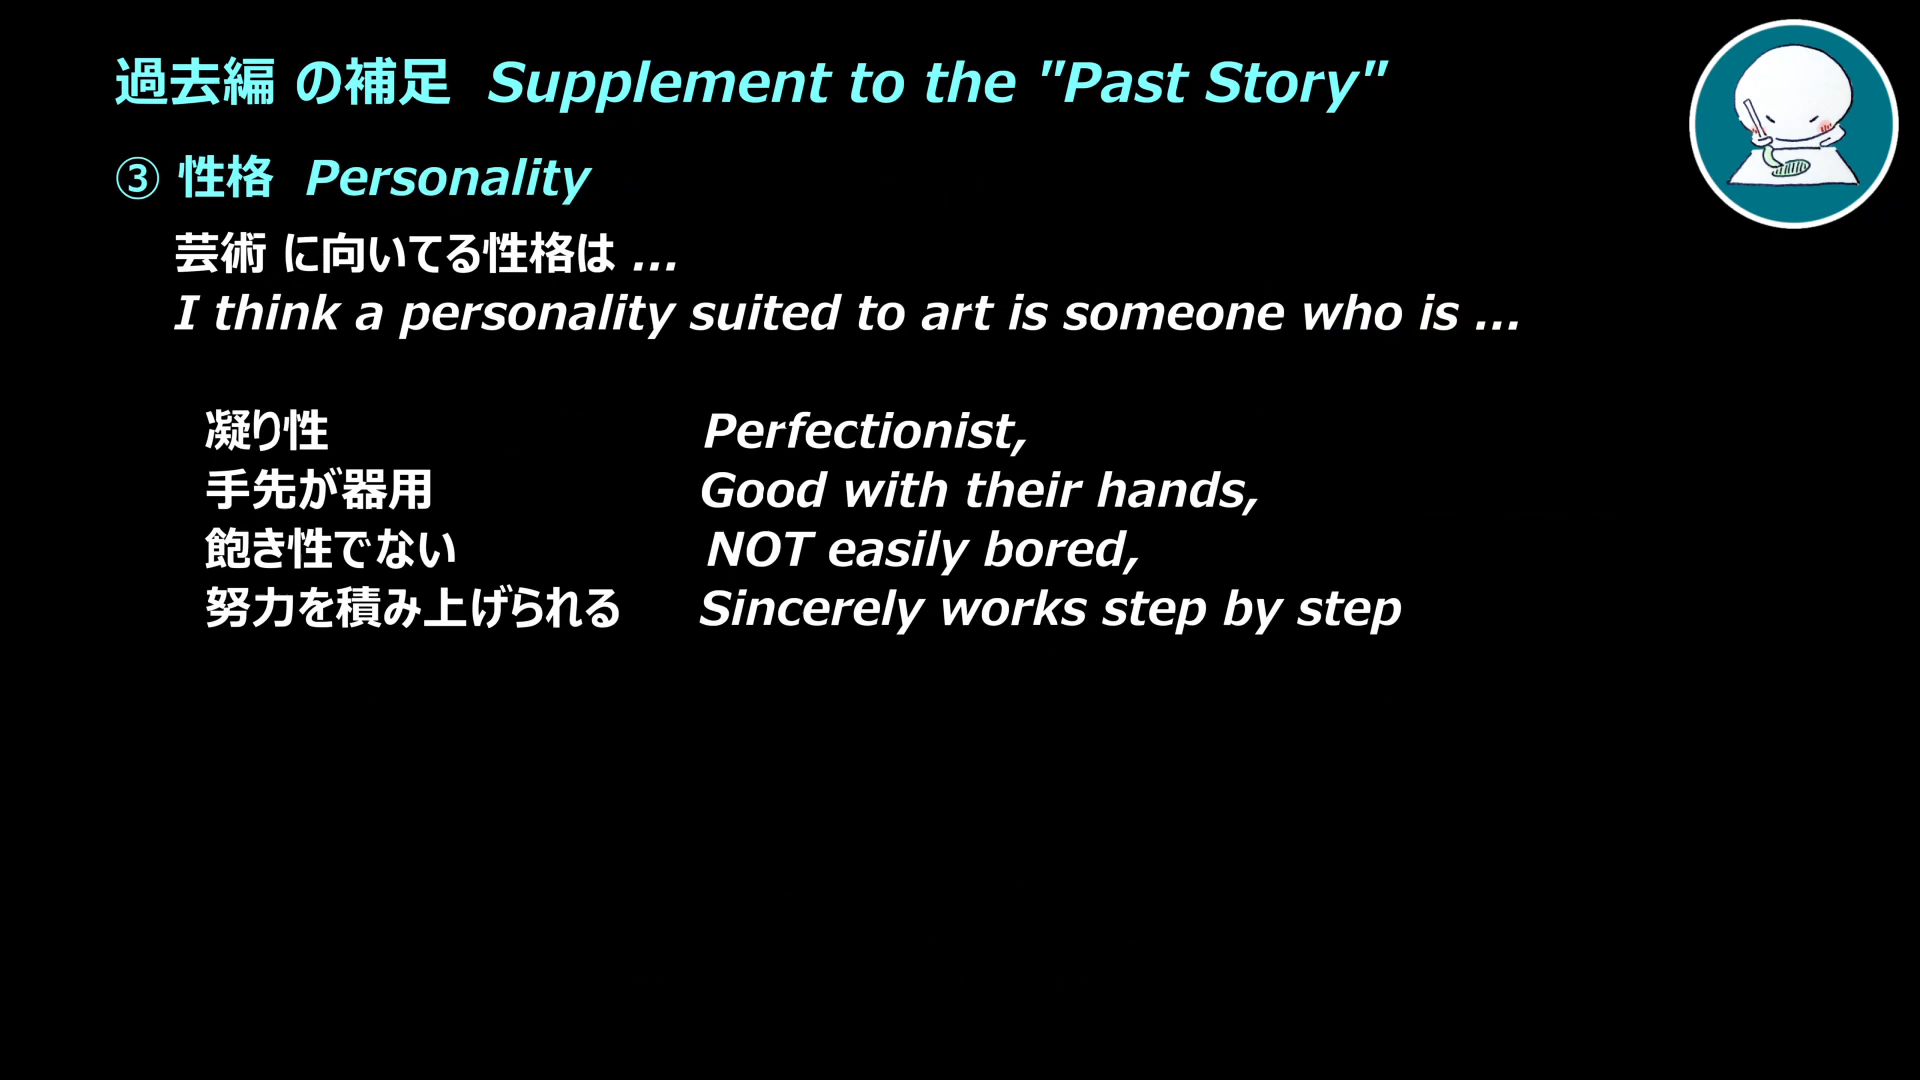 過去編 の補足 Supplement to the "Past Story"
③ 性格 Personality
芸術 に向いてる性格は ...
I think a personality suited to art is someone who is ...
凝り性 Perfectionist,
手先が器用 Good with their hands,
飽き性でない NOT easily bored,
努力を積み上げられる Sincerely works step by step